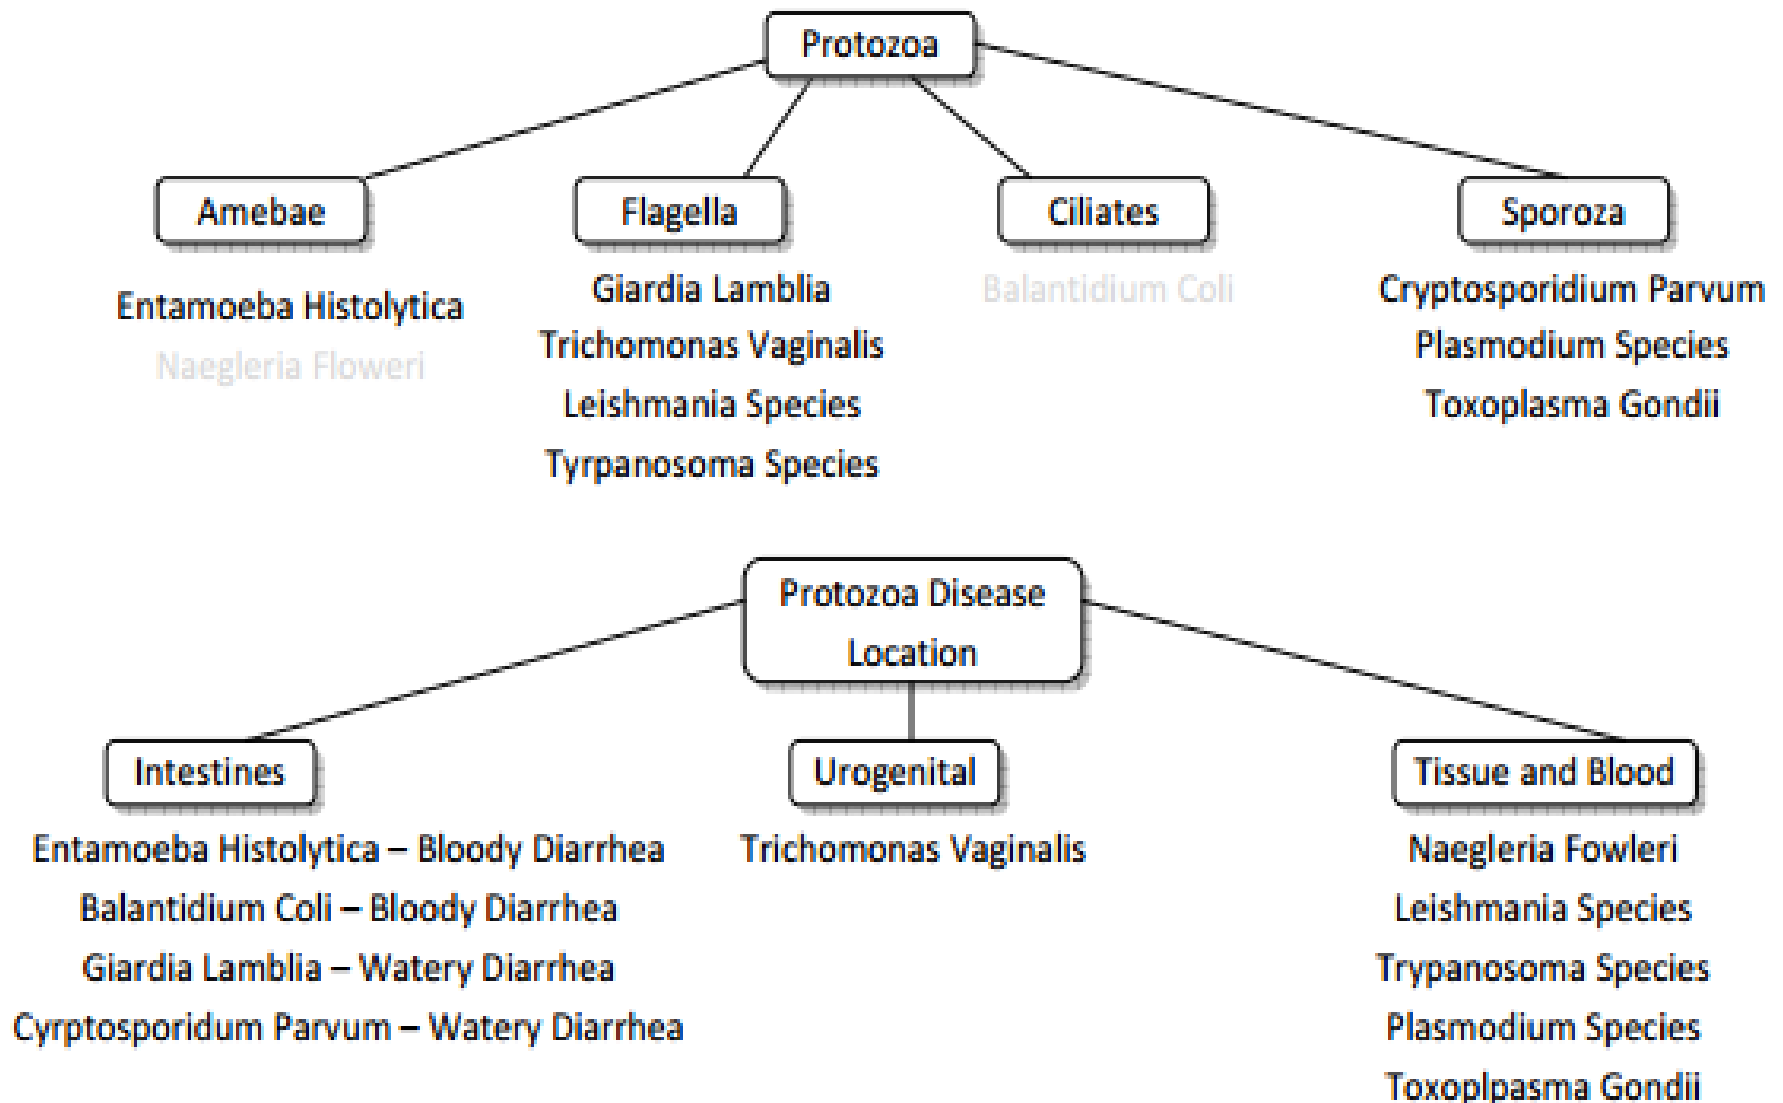 Protozoa
Amebae
Entamoeba Histolytica
Naegleria Floweri
Flagella
Giardia Lamblia
Trichomonas Vaginalis
Leishmania Species
Tyrpanosoma Species
Ciliates
Balantidium Coli
Sporoza
Cryptosporidium Parvum
Plasmodium Species
Toxoplasma Gondii
Protozoa Disease
Location
Intestines
Entamoeba Histolytica – Bloody Diarrhea
Balantidium Coli – Bloody Diarrhea
Giardia Lamblia – Watery Diarrhea
Cyrptosporidum Parvum – Watery Diarrhea
Urogenital
Trichomonas Vaginalis
Tissue and Blood
Naegleria Fowleri
Leishmania Species
Trypanosoma Species
Plasmodium Species
Toxoplpasma Gondii